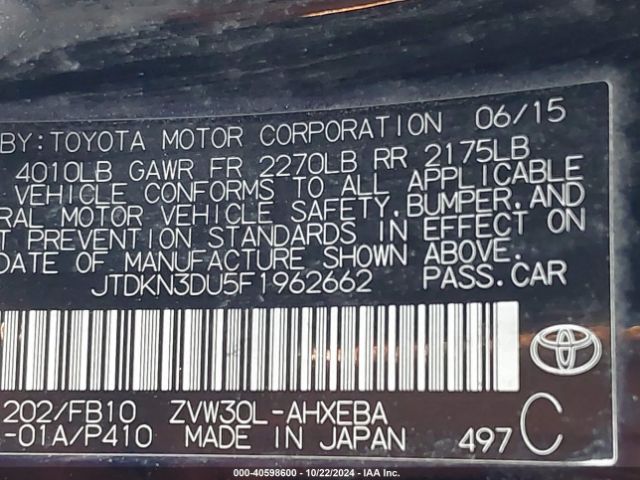 BY: TOYOTA MOTOR CORPORATION 06/15
4010LB GAWR FR 2270LB RR 2175LB
VEHICLE CONFORMS TO ALL APPLICABLE
RAL MOTOR VEHICLE SAFETY, BUMPER, AND
T PREVENTION STANDARDS IN EFFECT ON
DATE OF MANUFACTURE SHOWN ABOVE.
JTDKN3DU5F1962662 PASS.CAR
202/FB10 ZVW30L-AHXEBA
-01A/P410 MADE IN JAPAN 497 C
000-40598600 - 10/22/2024 - IAA Inc.